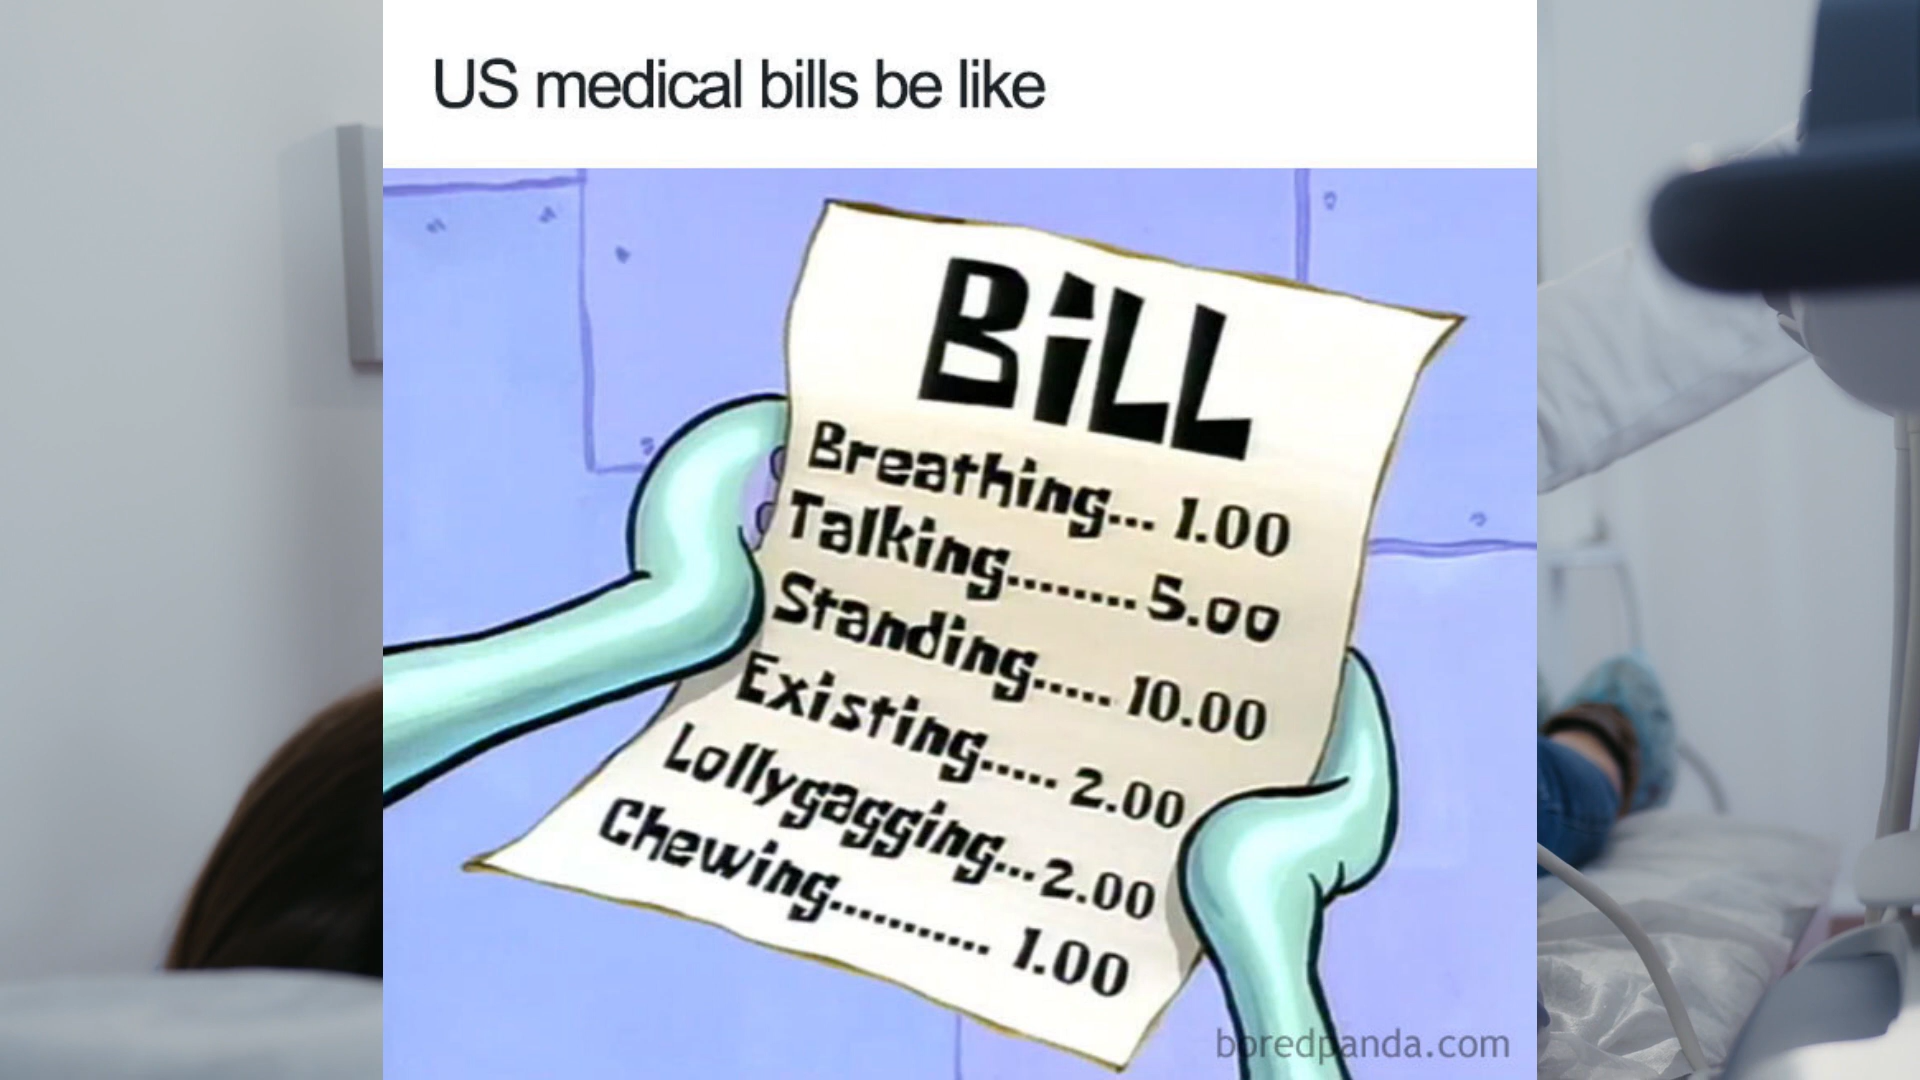 US medical bills be like
BiLL
Breathing... 1.00
Talking........5.00
Standing..... 10.00
Existing..... 2.00
Lollygagging...2.00
Chewing.......... 1.00
boredpanda.com